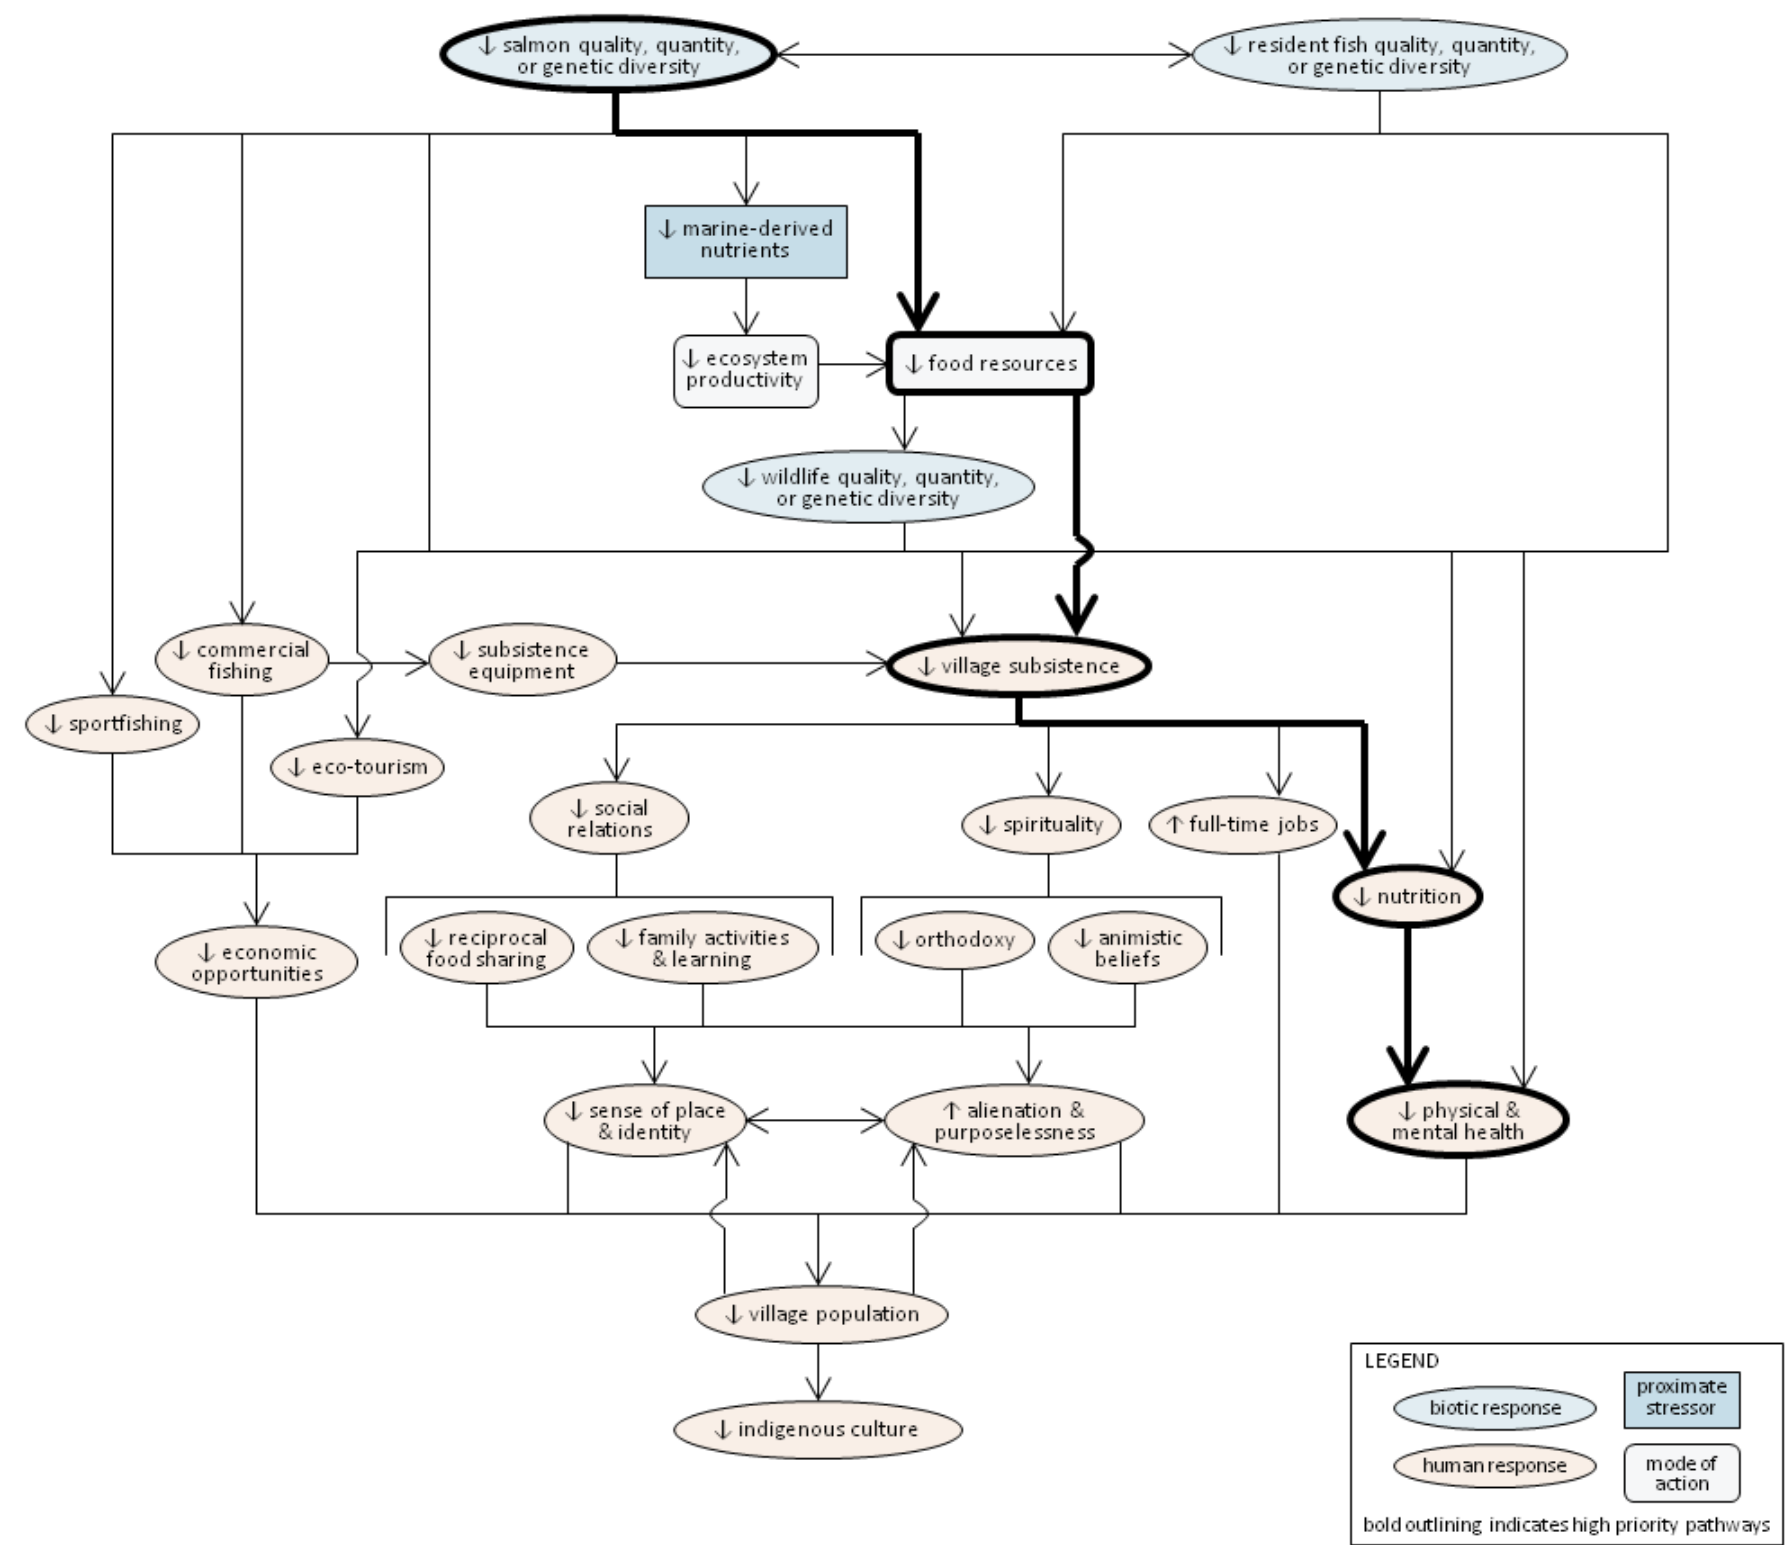 ↓ salmon quality, quantity,
or genetic diversity
↓ resident fish quality, quantity,
or genetic diversity
↓ marine-derived
nutrients
↓ ecosystem
productivity
↓ food resources
↓ wildlife quality, quantity,
or genetic diversity
↓ commercial
fishing
↓ subsistence
equipment
↓ village subsistence
↓ sportfishing
↓ eco-tourism
↓ social
relations
↓ spirituality
↑ full-time jobs
↓ nutrition
↓ economic
opportunities
↓ reciprocal
food sharing
↓ family activities
& learning
↓ orthodoxy
↓ animistic
beliefs
↓ sense of place
& identity
↑ alienation &
purposelessness
↓ physical &
mental health
↓ village population
↓ indigenous culture
LEGEND
biotic response
proximate
stressor
human response
mode of
action
bold outlining indicates high priority pathways